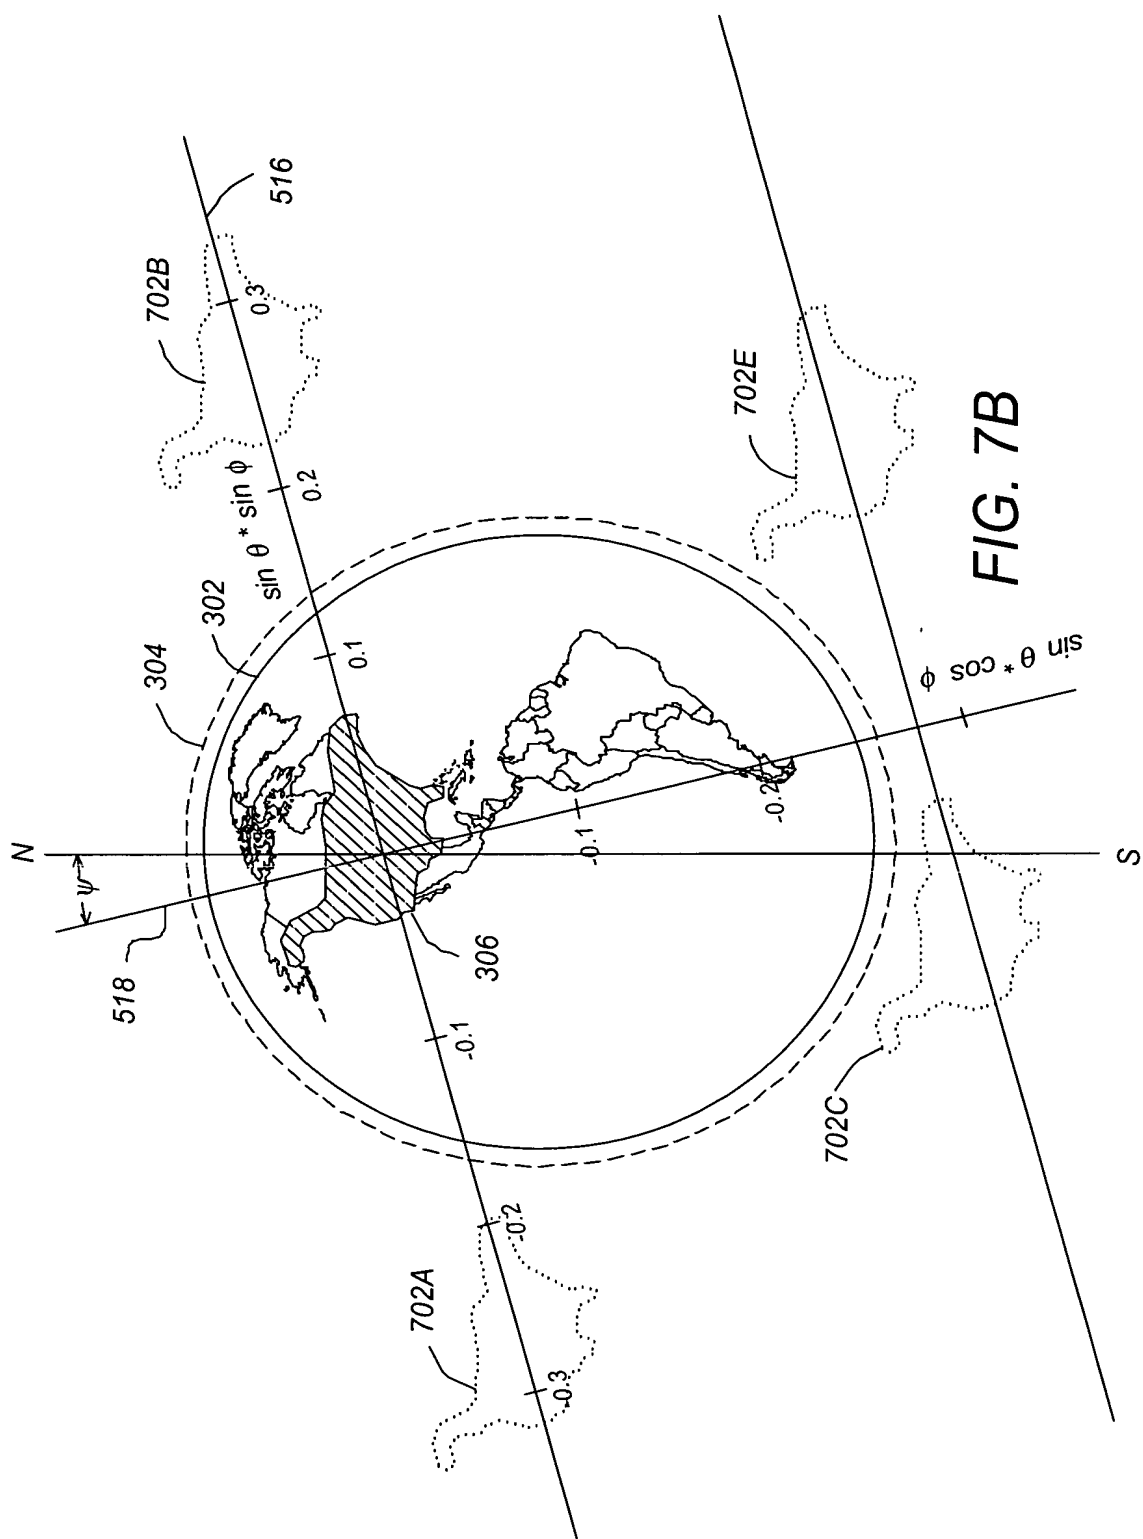 N
S
ψ
518
304
302
sin θ * sin φ
702B
516
0.3
0.2
0.1
-0.1
-0.2
-0.3
306
-0.1
-0.2
sin θ * cos φ
702A
702C
702E
FIG. 7B